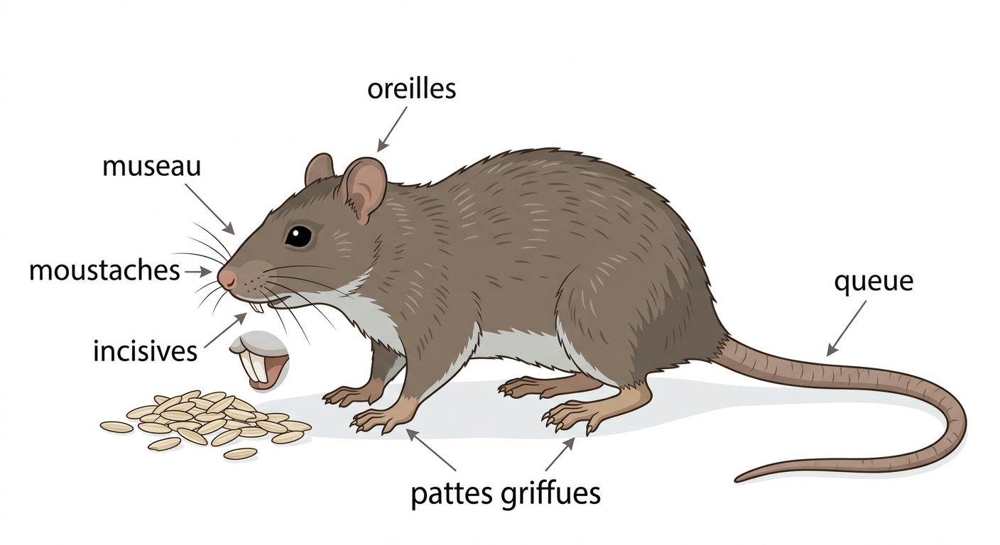 oreilles
museau
moustaches
queue
incisives
pattes griffues